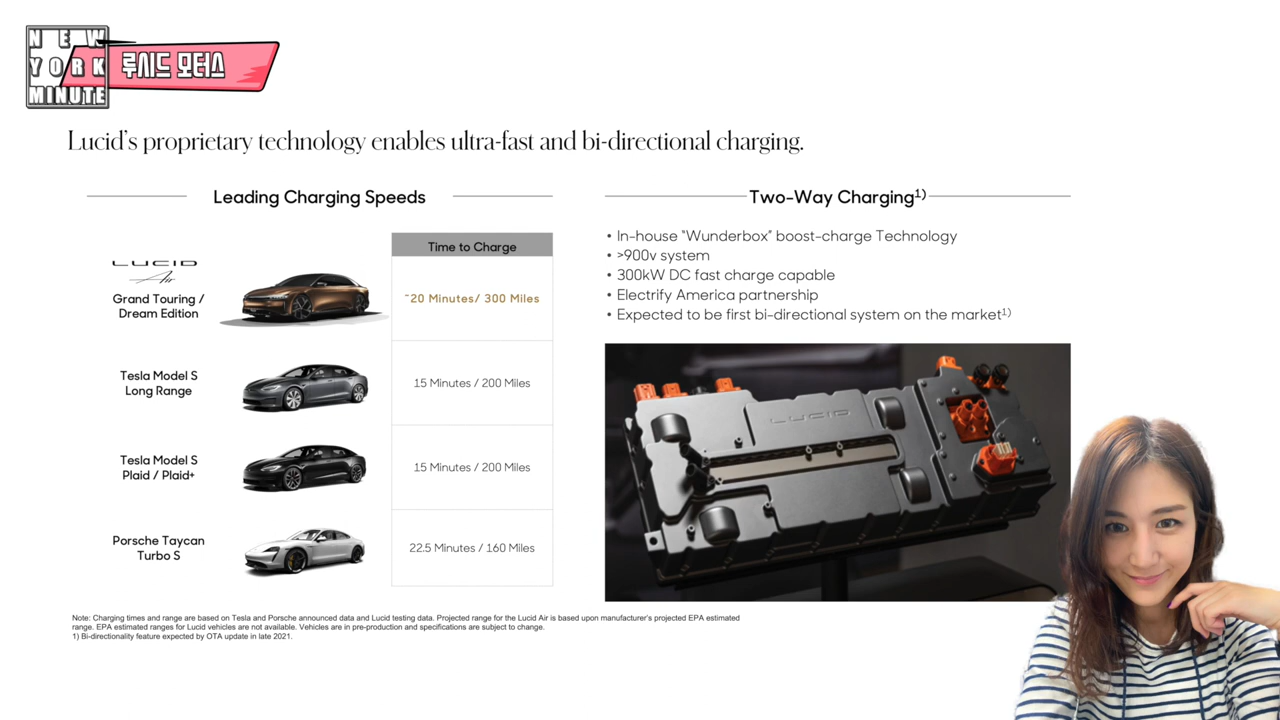 NEW
YORK
MINUTE
루시드 모터스
Lucid's proprietary technology enables ultra-fast and bi-directional charging.
Leading Charging Speeds
Time to Charge
LUCID
Air
Grand Touring /
Dream Edition
~20 Minutes/ 300 Miles
Tesla Model S
Long Range
15 Minutes / 200 Miles
Tesla Model S
Plaid / Plaid+
15 Minutes / 200 Miles
Porsche Taycan
Turbo S
22.5 Minutes / 160 Miles
Two-Way Charging1)
• In-house “Wunderbox” boost-charge Technology
• >900v system
• 300kW DC fast charge capable
• Electrify America partnership
• Expected to be first bi-directional system on the market1)
LUCID
Note: Charging times and range are based on Tesla and Porsche announced data and Lucid testing data. Projected range for the Lucid Air is based upon manufacturer's projected EPA estimated
range. EPA estimated ranges for Lucid vehicles are not available. Vehicles are in pre-production and specifications are subject to change.
1) Bi-directionality feature expected by OTA update in late 2021.